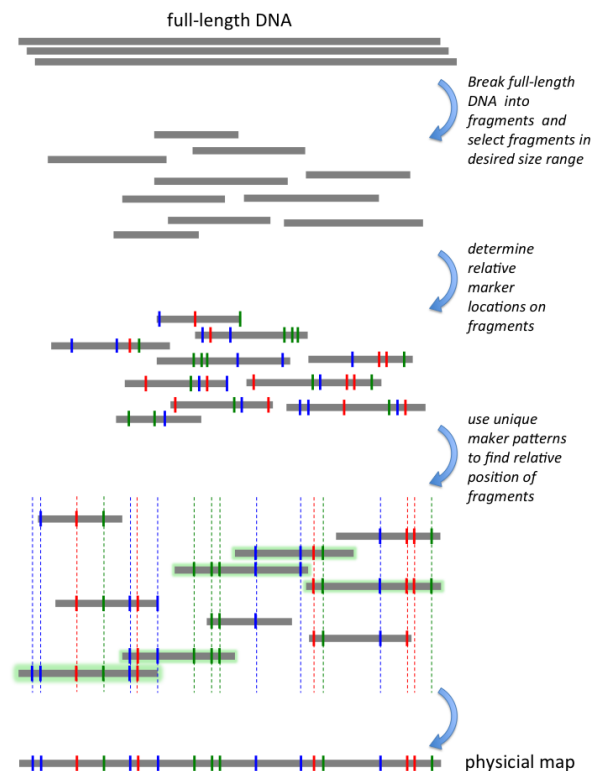 full-length DNA
Break full-length
DNA into
fragments and
select fragments in
desired size range
determine
relative
marker
locations on
fragments
use unique
maker patterns
to find relative
position of
fragments
physicial map